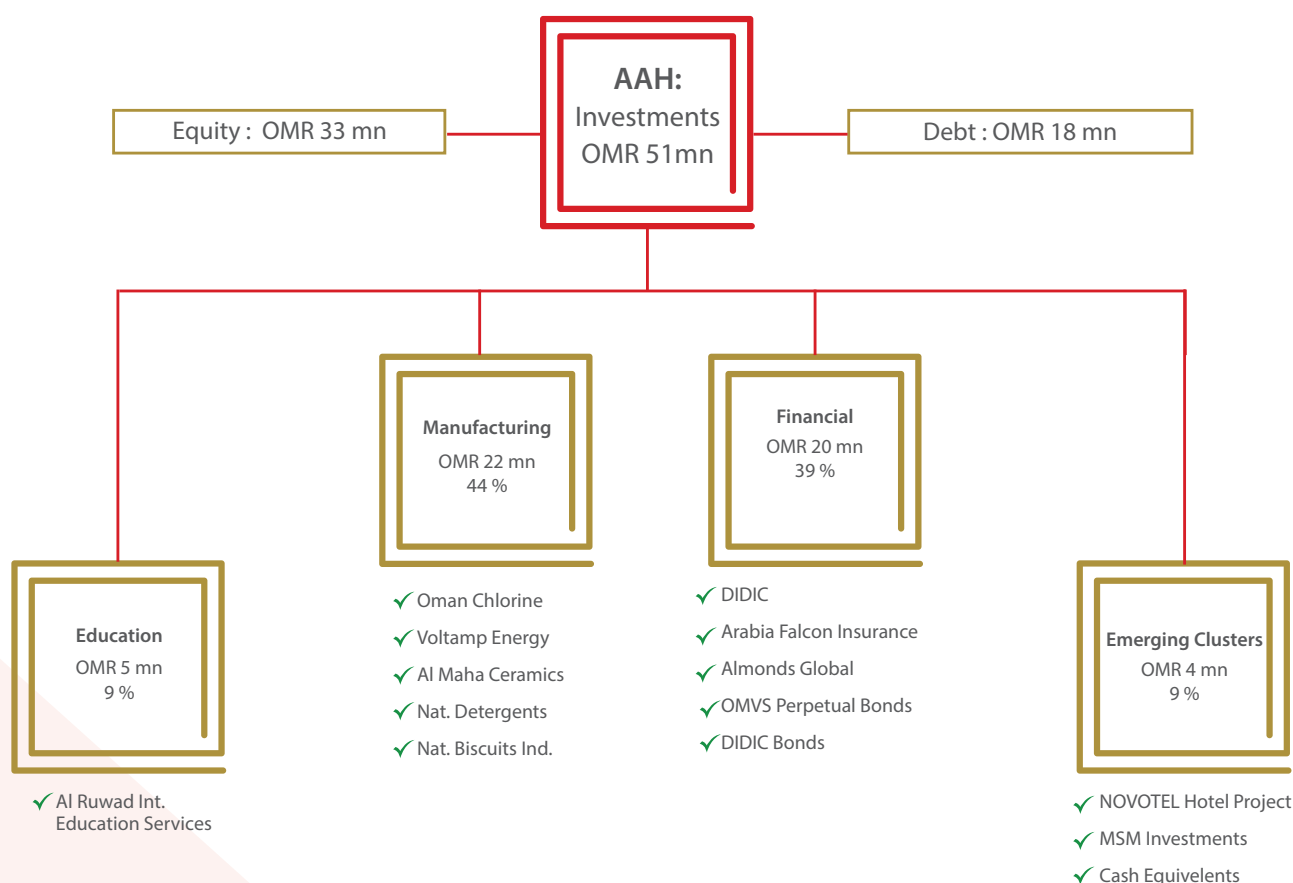 AAH:
Investments
OMR 51mn
Equity : OMR 33 mn
Debt : OMR 18 mn
Manufacturing
OMR 22 mn
44 %
Oman Chlorine
Voltamp Energy
Al Maha Ceramics
Nat. Detergents
Nat. Biscuits Ind.
Financial
OMR 20 mn
39 %
DIDIC
Arabia Falcon Insurance
Almonds Global
OMVS Perpetual Bonds
DIDIC Bonds
Education
OMR 5 mn
9 %
Al Ruwad Int.
Education Services
Emerging Clusters
OMR 4 mn
9 %
NOVOTEL Hotel Project
MSM Investments
Cash Equivelents